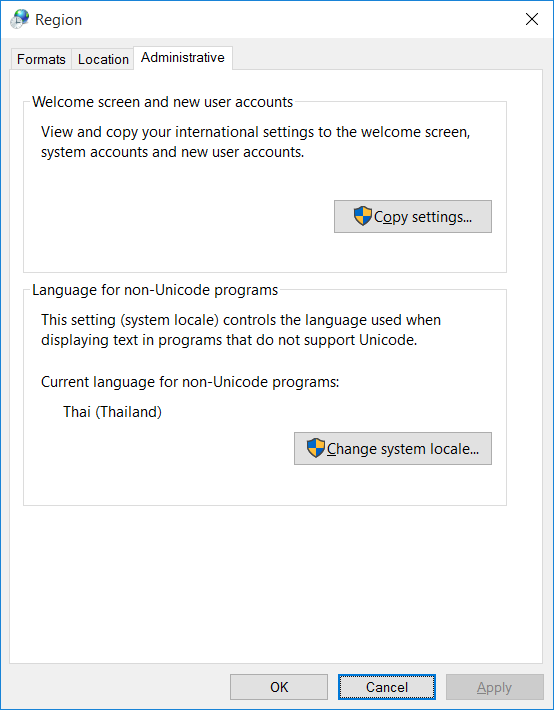 Region
Formats
Location
Administrative
Welcome screen and new user accounts
View and copy your international settings to the welcome screen,
system accounts and new user accounts.
Copy settings...
Language for non-Unicode programs
This setting (system locale) controls the language used when
displaying text in programs that do not support Unicode.
Current language for non-Unicode programs:
Thai (Thailand)
Change system locale...
OK
Cancel
Apply